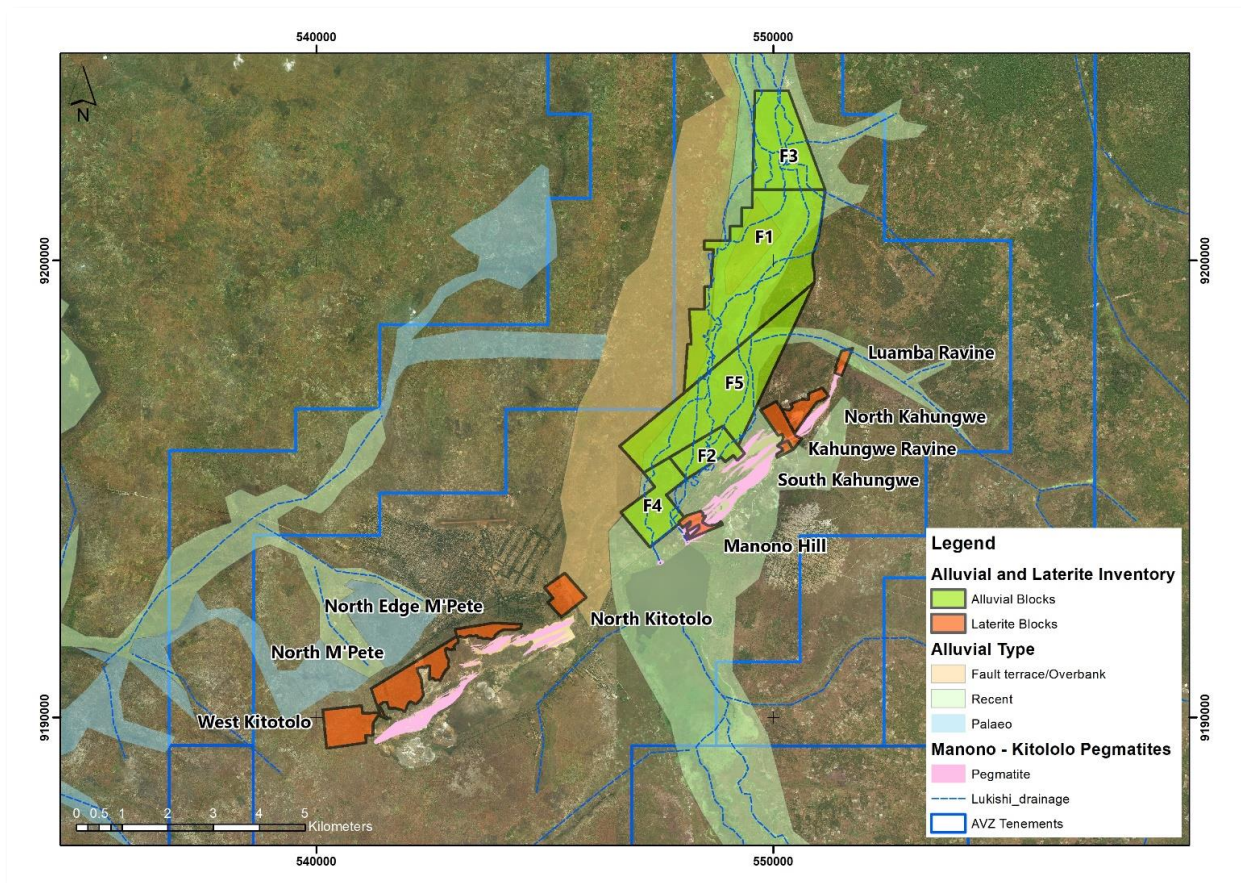 540000
550000
N
F3
F1
9200000
9200000
Luamba Ravine
F5
North Kahungwe
Kahungwe Ravine
F2
South Kahungwe
F4
Manono Hill
North Edge M'Pete
North Kitotolo
North M'Pete
West Kitotolo
9190000
9190000
0 0.5 1 2 3 4 5
Kilometers
Legend
Alluvial and Laterite Inventory
Alluvial Blocks
Laterite Blocks
Alluvial Type
Fault terrace/Overbank
Recent
Palaeo
Manono - Kitololo Pegmatites
Pegmatite
Lukishi_drainage
AVZ Tenements
540000
550000